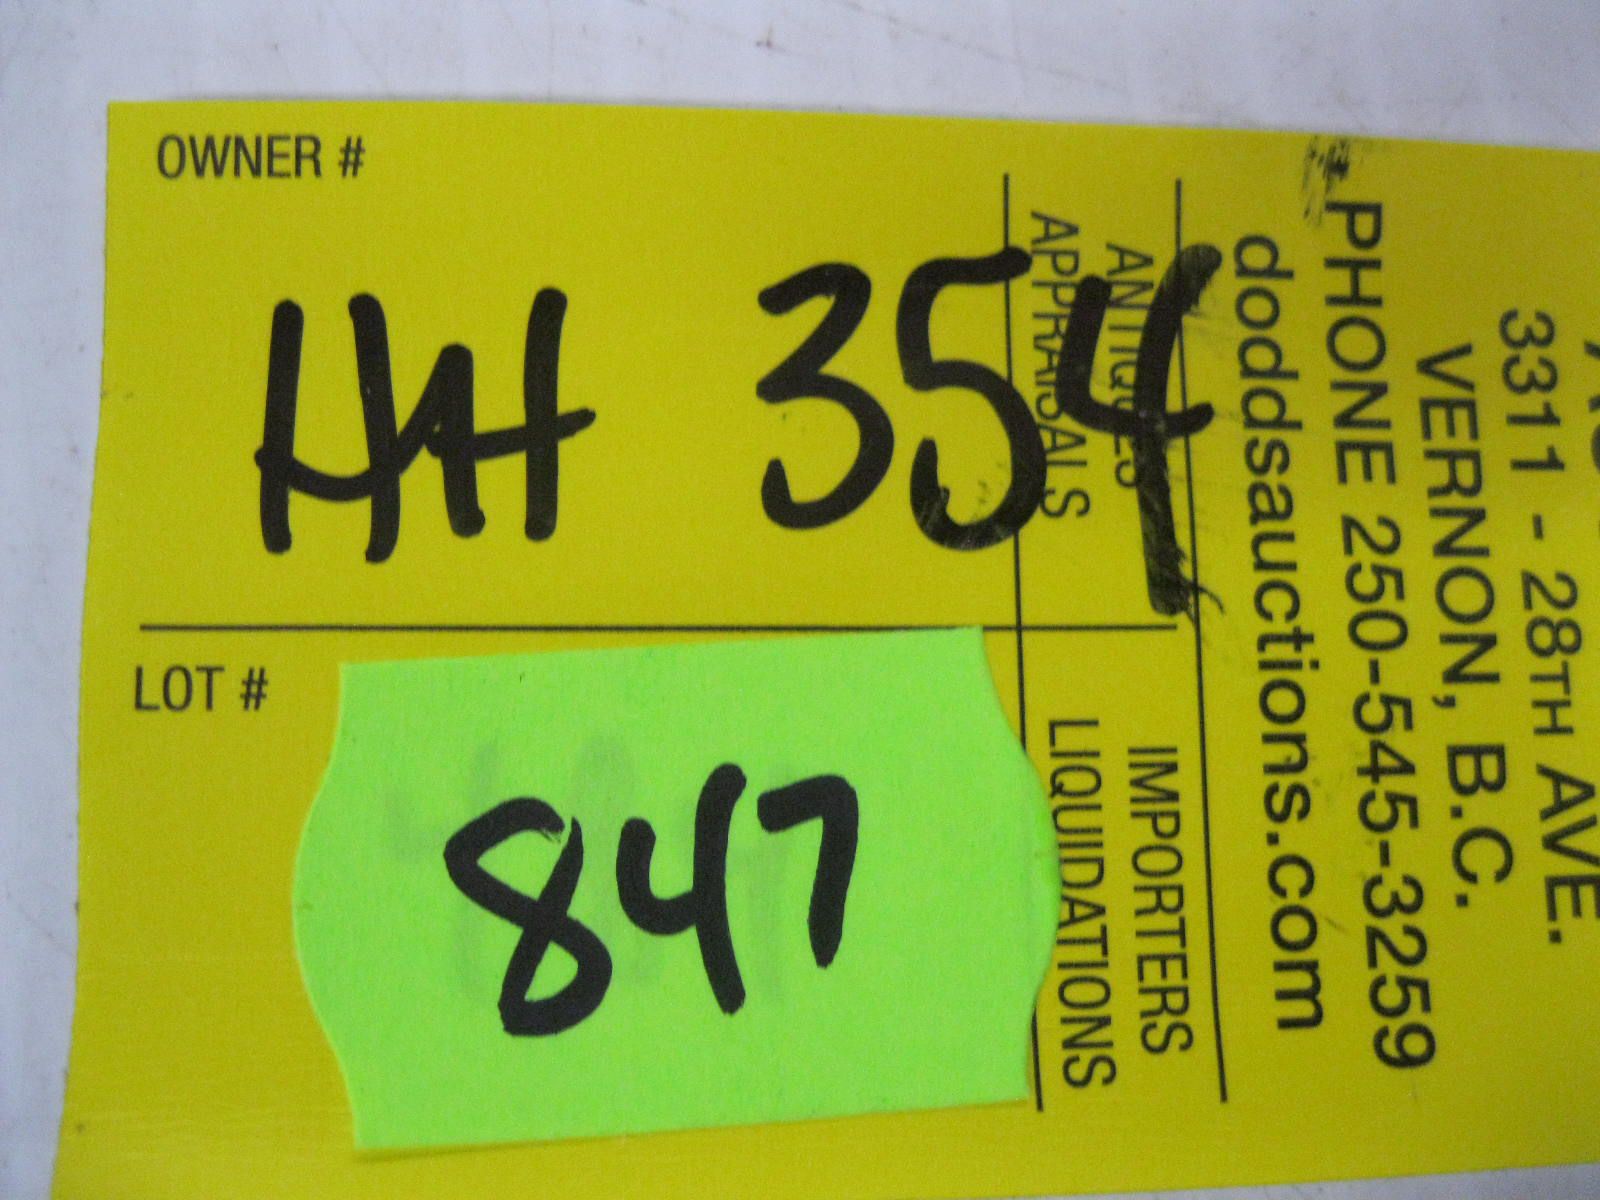 OWNER #
HH 354
LOT #
847
3311 - 28TH AVE.
VERNON, B.C.
PHONE 250-545-3259
doddsauctions.com
ANTIQUES IMPORTERS
APPRAISALS LIQUIDATIONS